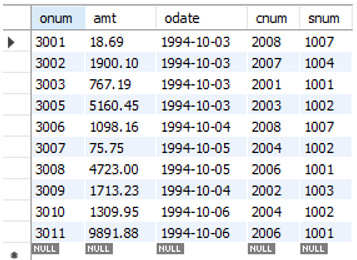 onum amt odate cnum snum
3001 18.69 1994-10-03 2008 1007
3002 1900.10 1994-10-03 2007 1004
3003 767.19 1994-10-03 2001 1001
3005 5160.45 1994-10-03 2003 1002
3006 1098.16 1994-10-04 2008 1007
3007 75.75 1994-10-05 2004 1002
3008 4723.00 1994-10-05 2006 1001
3009 1713.23 1994-10-04 2002 1003
3010 1309.95 1994-10-06 2004 1002
3011 9891.88 1994-10-06 2006 1001
NULL NULL NULL NULL NULL